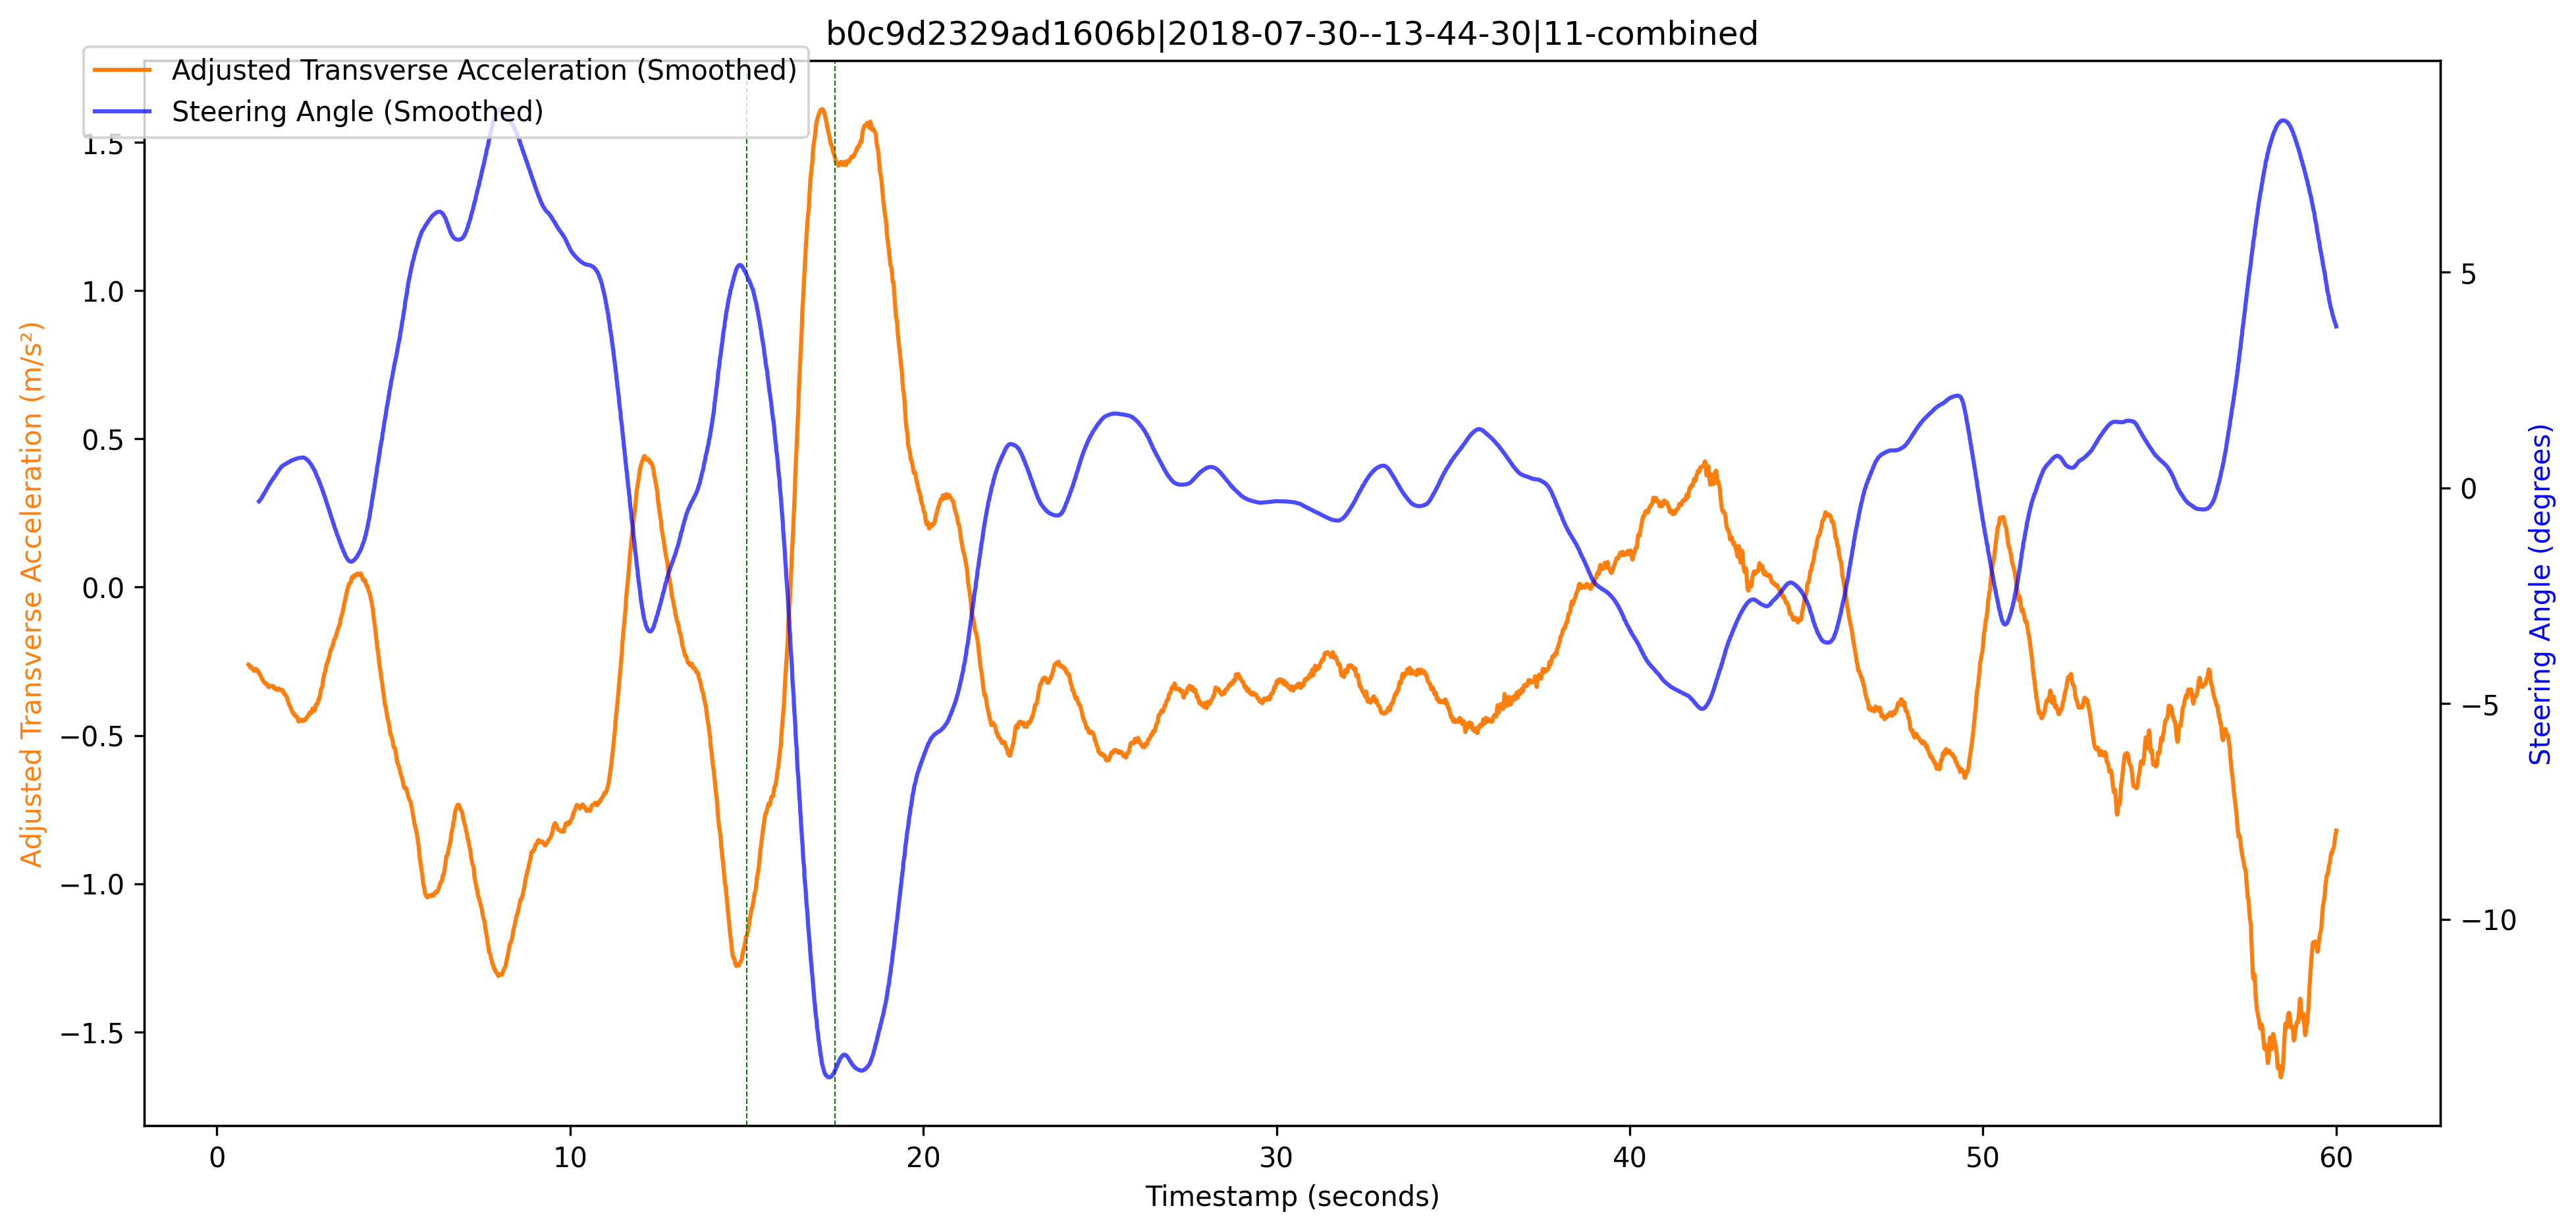 b0c9d2329ad1606b|2018-07-30--13-44-30|11-combined
Adjusted Transverse Acceleration (Smoothed)
Steering Angle (Smoothed)
Adjusted Transverse Acceleration (m/s²)
1.5
1.0
0.5
0.0
−0.5
−1.0
−1.5
5
0
−5
−10
Steering Angle (degrees)
0 10 20 30 40 50 60
Timestamp (seconds)